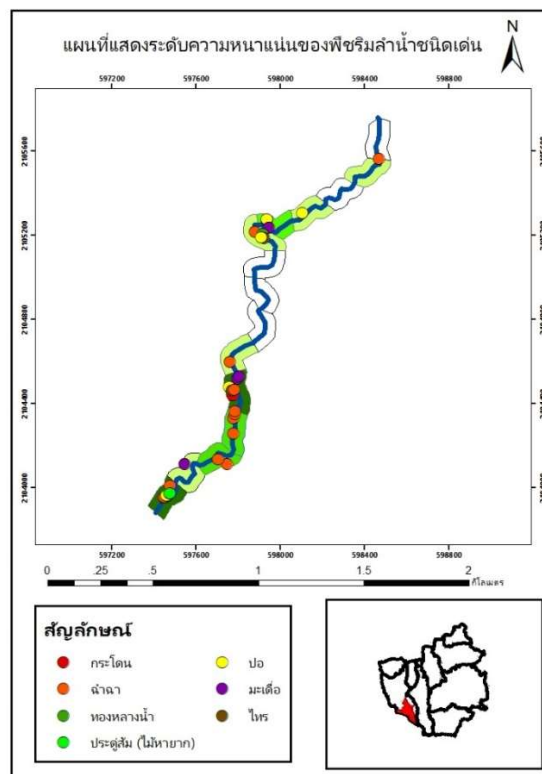 แผนที่แสดงระดับความหนาแน่นของพืชริมลำน้ำชนิดเด่น
N
597200 597600 598000 598400 598800
2105600
2105200
2104800
2104400
2104000
597200 597600 598000 598400 598800
0 .25 .5 1 1.5 2
กิโลเมตร
สัญลักษณ์
กระโดน ปอ
ฉำฉา มะเดื่อ
ทองหลางน้ำ ไทร
ประดู่ส้ม (ไม้หายาก)